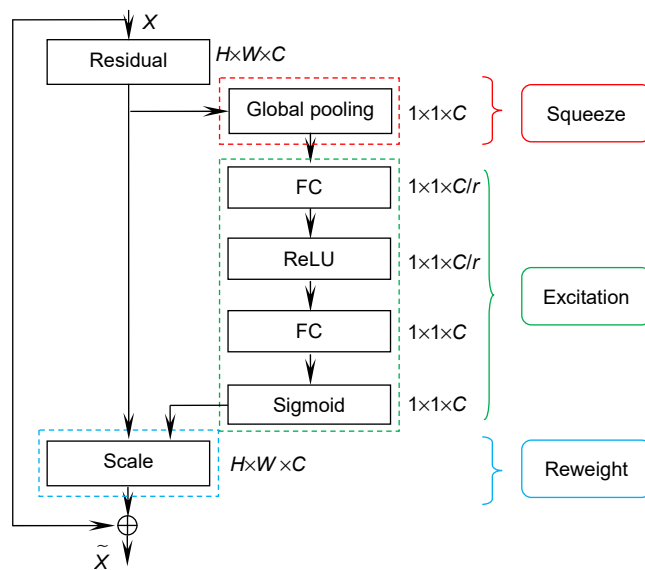 X
Residual
H×W×C
Global pooling
1×1×C
Squeeze
FC
1×1×C/r
ReLU
1×1×C/r
Excitation
FC
1×1×C
Sigmoid
1×1×C
Scale
H×W ×C
Reweight
X̃